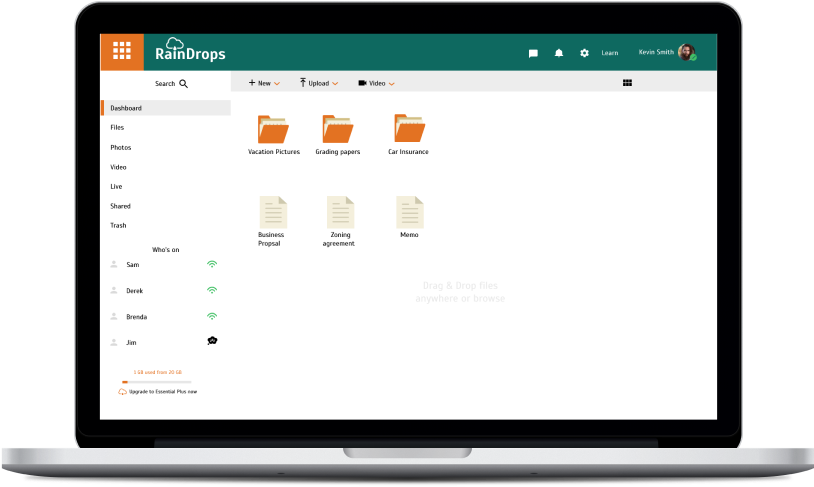 RainDrops
Learn
Kevin Smith
Search
+ New
Upload
Video
Dashboard
Files
Photos
Video
Live
Shared
Trash
Vacation Pictures
Grading papers
Car Insurance
Business
Propsal
Zoning
agreement
Memo
Drag & Drop files
anywhere or browse
Who's on
Sam
Derek
Brenda
Jim
1 GB used from 20 GB
Upgrade to Essential Plus now